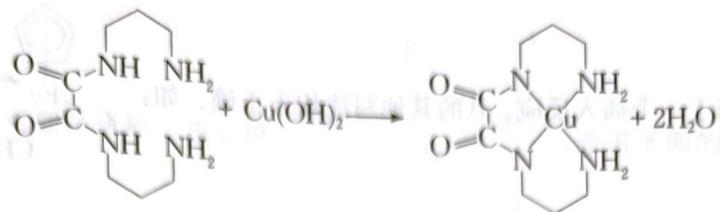 O C NH NH₂
O C NH NH₂ + Cu(OH)₂ → O C N NH₂ Cu + 2H₂O
O C N NH₂